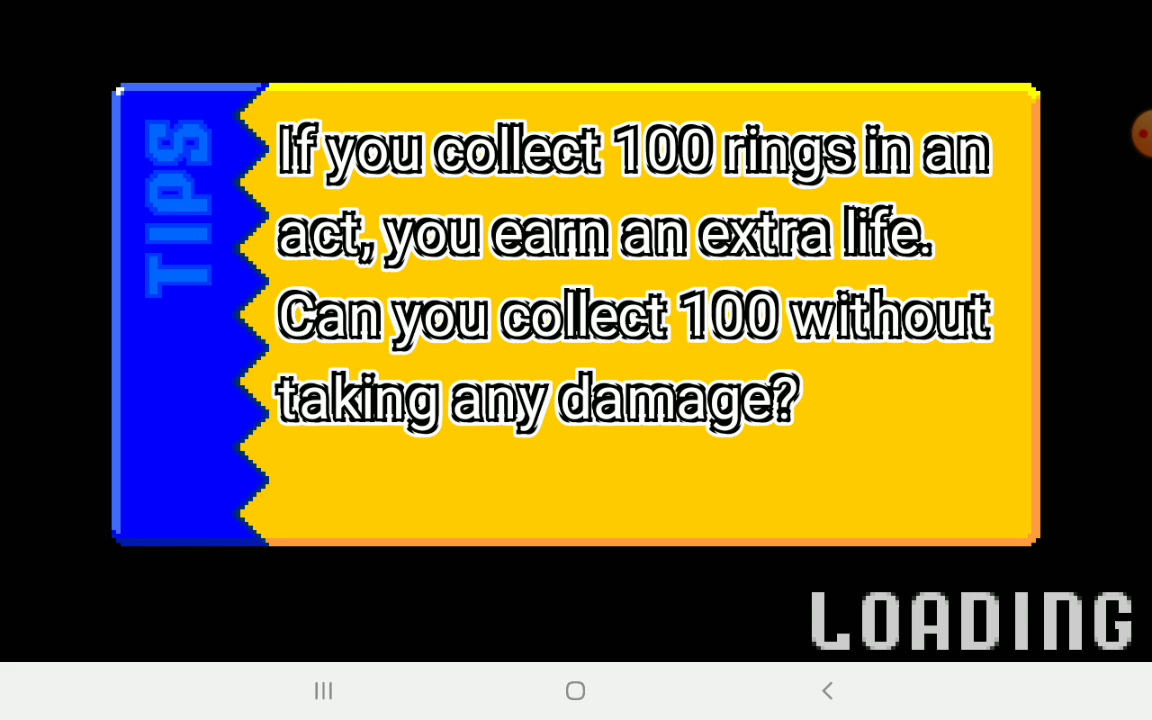 TIPS
If you collect 100 rings in an
act, you earn an extra life.
Can you collect 100 without
taking any damage?
LOADING